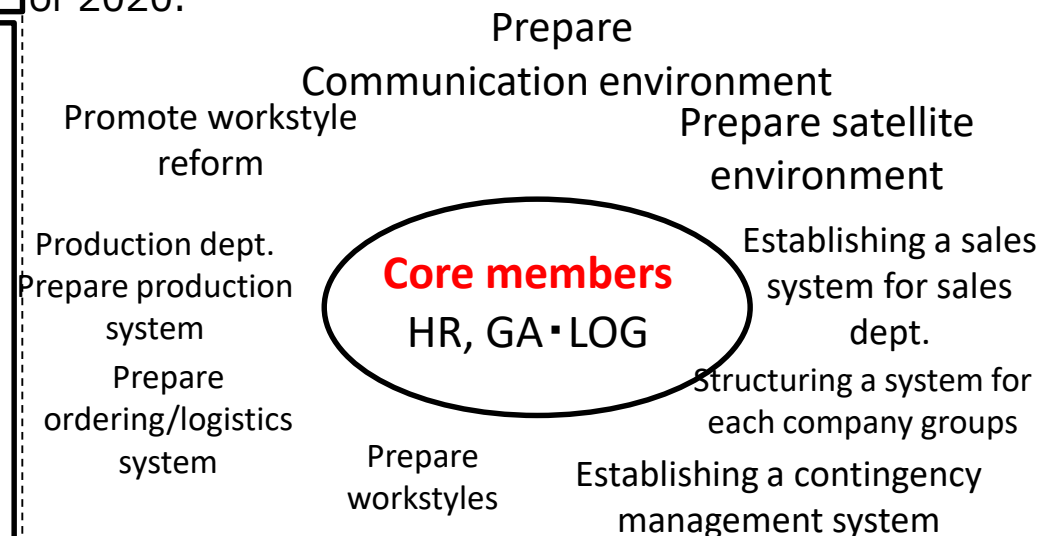 or 2020.
Prepare
Communication environment
Promote workstyle
reform
Prepare satellite
environment
Production dept.
Prepare production
system
Core members
HR, GA・LOG
Establishing a sales
system for sales
dept.
Prepare
ordering/logistics
system
Structuring a system for
each company groups
Prepare
workstyles
Establishing a contingency
management system